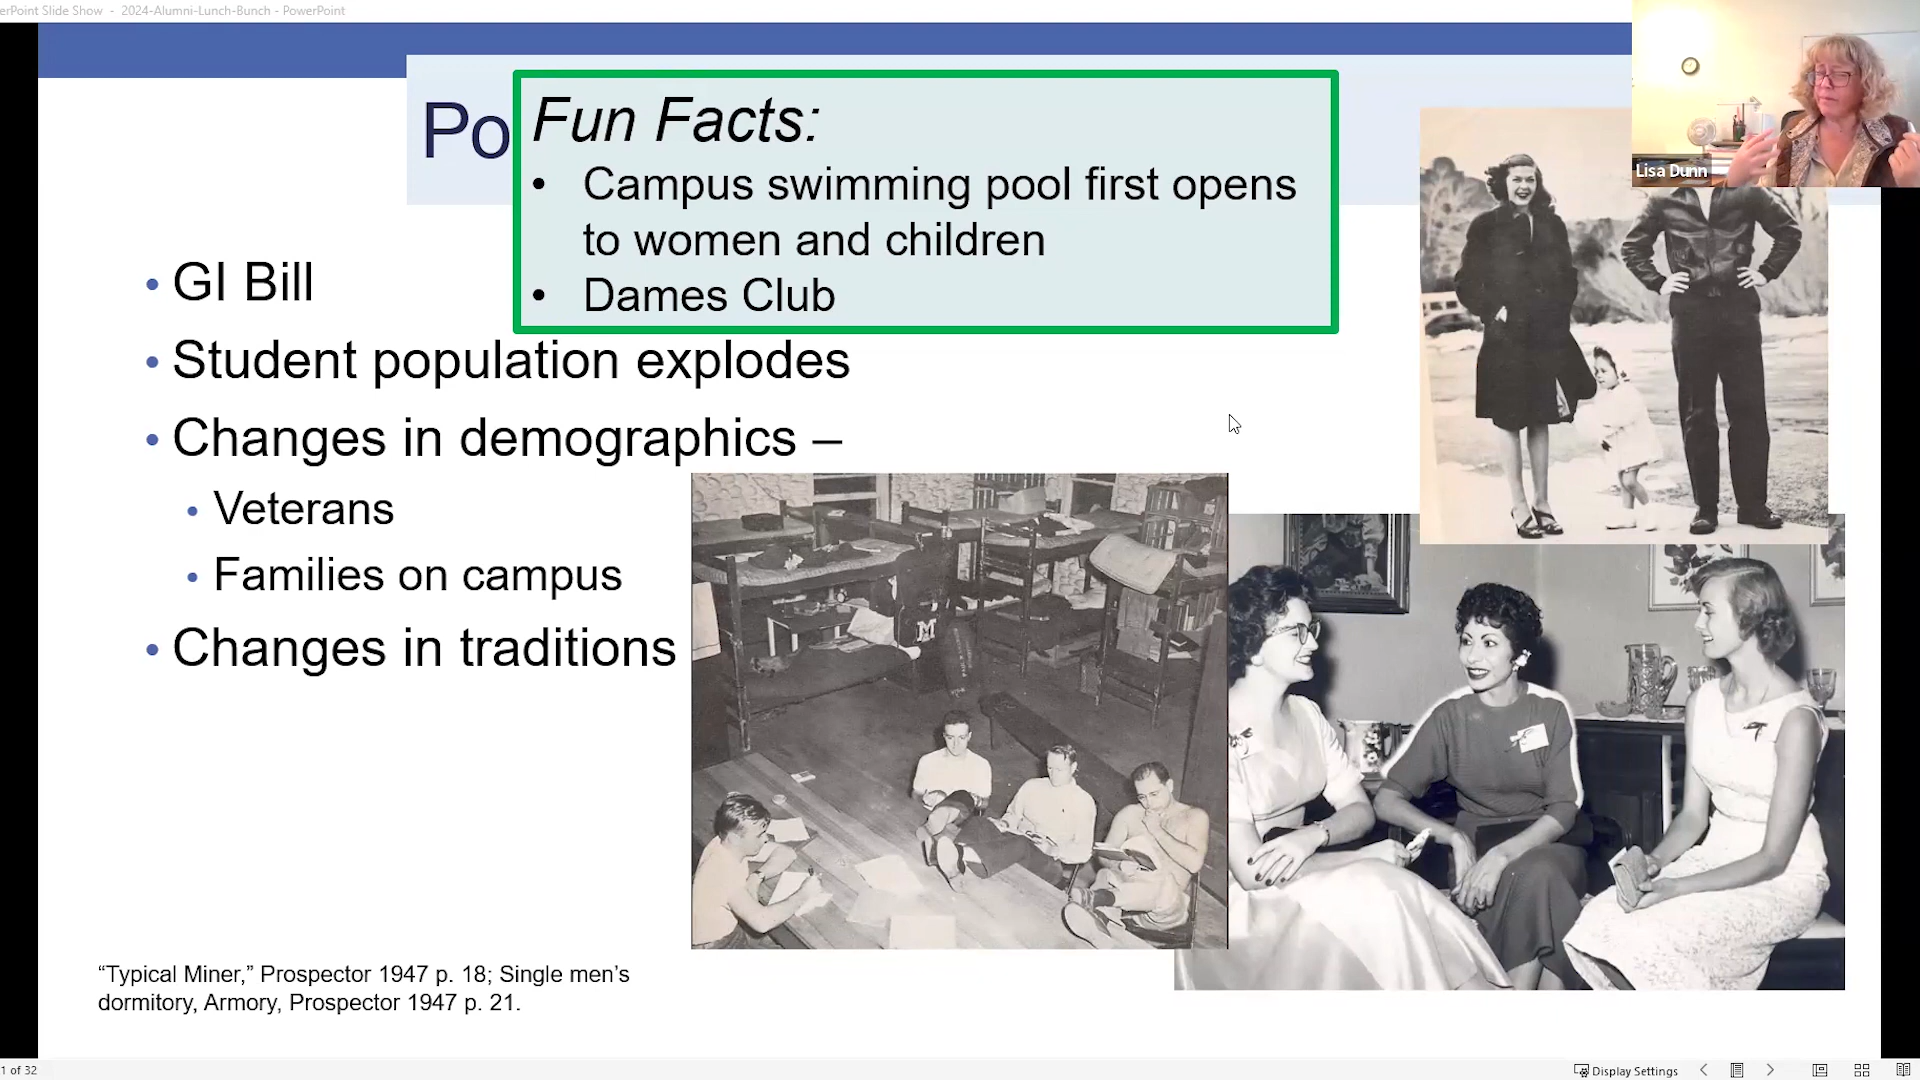 erPoint Slide Show - 2024-Alumni-Lunch-Bunch - PowerPoint
Lisa Dunn
Po
Fun Facts:
• Campus swimming pool first opens
to women and children
• Dames Club
• GI Bill
• Student population explodes
• Changes in demographics –
• Veterans
• Families on campus
• Changes in traditions
M
“Typical Miner,” Prospector 1947 p. 18; Single men’s
dormitory, Armory, Prospector 1947 p. 21.
1 of 32
Display Settings